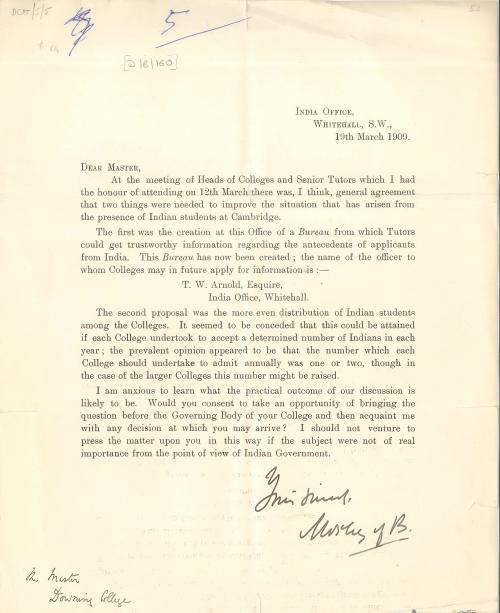 DCAR/5/5
52
5
[D/6/160]
India Office,
Whitehall, S.W.,
19th March 1909.
Dear Master,
At the meeting of Heads of Colleges and Senior Tutors which I had
the honour of attending on 12th March there was, I think, general agreement
that two things were needed to improve the situation that has arisen from
the presence of Indian students at Cambridge.
The first was the creation at this Office of a Bureau from which Tutors
could get trustworthy information regarding the antecedents of applicants
from India. This Bureau has now been created; the name of the officer to
whom Colleges may in future apply for information is :—
T. W. Arnold, Esquire,
India Office, Whitehall.
The second proposal was the more even distribution of Indian students
among the Colleges. It seemed to be conceded that this could be attained
if each College undertook to accept a determined number of Indians in each
year; the prevalent opinion appeared to be that the number which each
College should undertake to admit annually was one or two, though in
the case of the larger Colleges this number might be raised.
I am anxious to learn what the practical outcome of our discussion is
likely to be. Would you consent to take an opportunity of bringing the
question before the Governing Body of your College and then acquaint me
with any decision at which you may arrive? I should not venture to
press the matter upon you in this way if the subject were not of real
importance from the point of view of Indian Government.
Morley of B.
The Master
Downing College